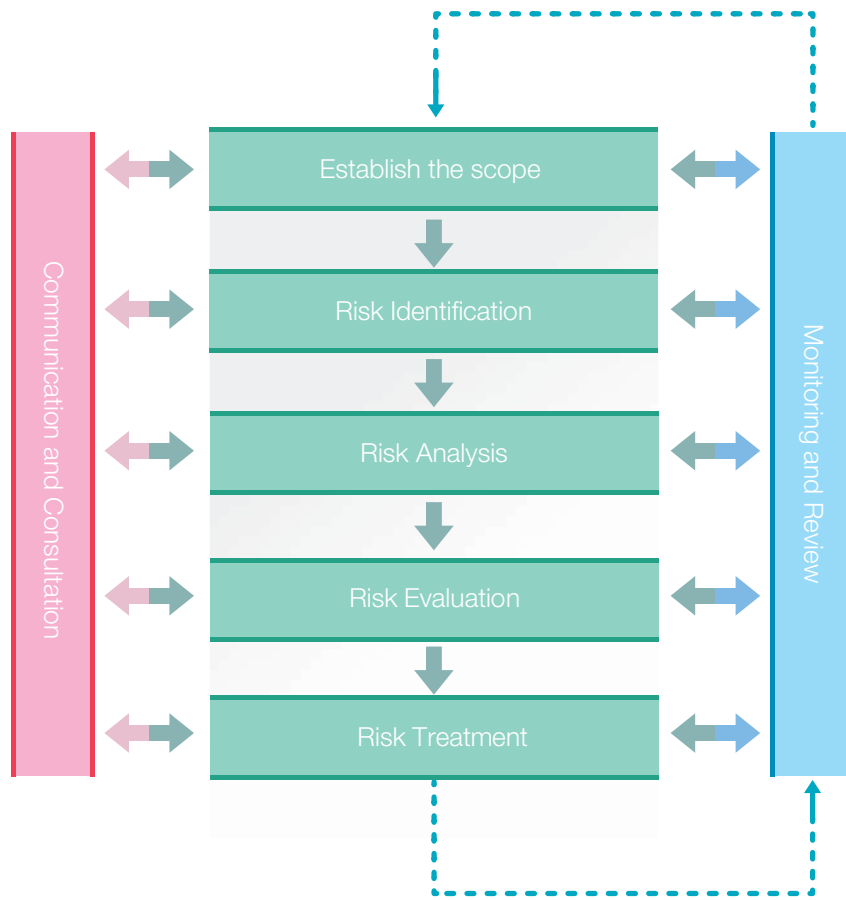 Establish the scope
Risk Identification
Risk Analysis
Risk Evaluation
Risk Treatment
Communication and Consultation
Monitoring and Review